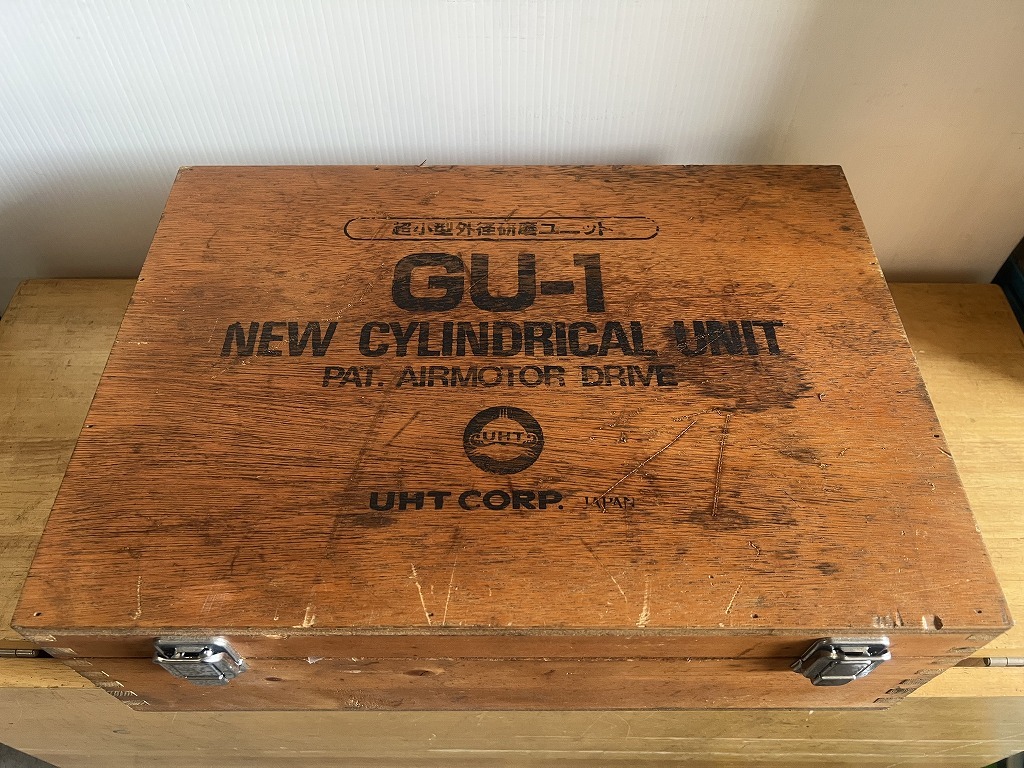 超小型外径研磨ユニット
GU-1
NEW CYLINDRICAL UNIT
PAT. AIRMOTOR DRIVE
UHT
UHT CORP. JAPAN